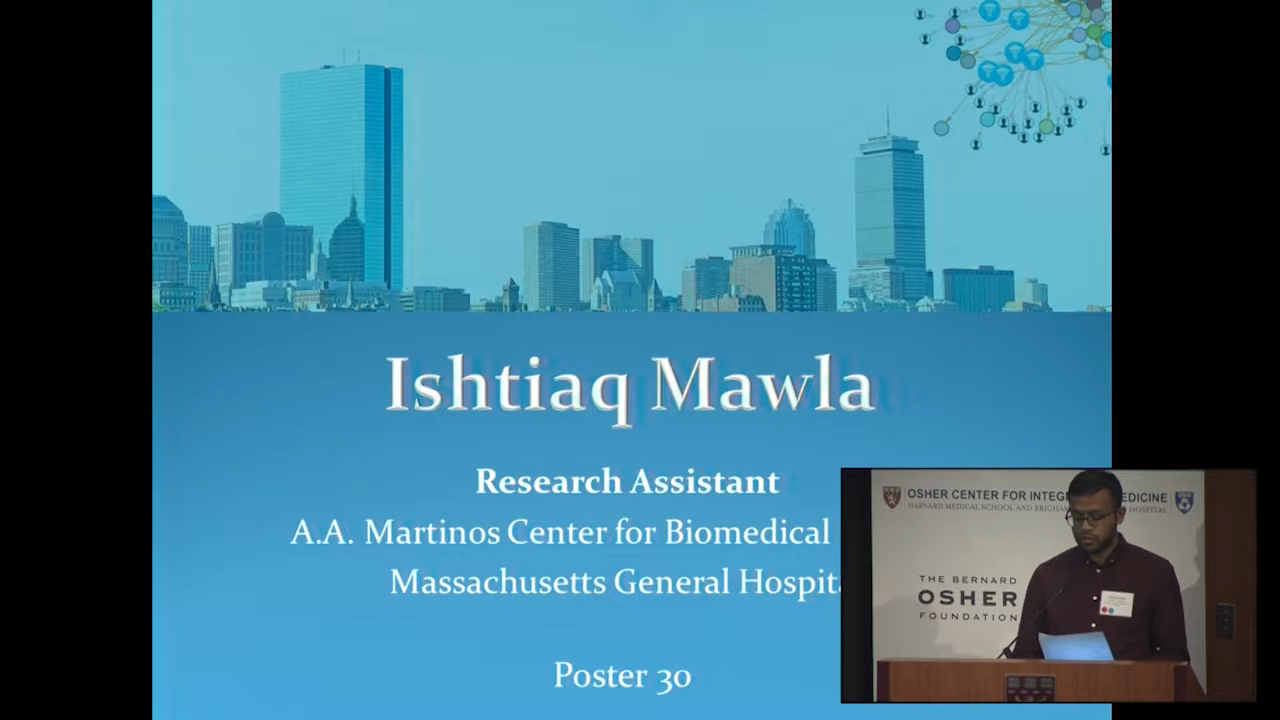 Ishtiaq Mawla
Research Assistant
A.A. Martinos Center for Biomedical
Massachusetts General Hospita
Poster 30
OSHER CENTER FOR INTEG EDICINE
HARVARD MEDICAL SCHOOL AND BRIGHA HOSPITAL
THE BERNARD
OSHER
FOUNDATION